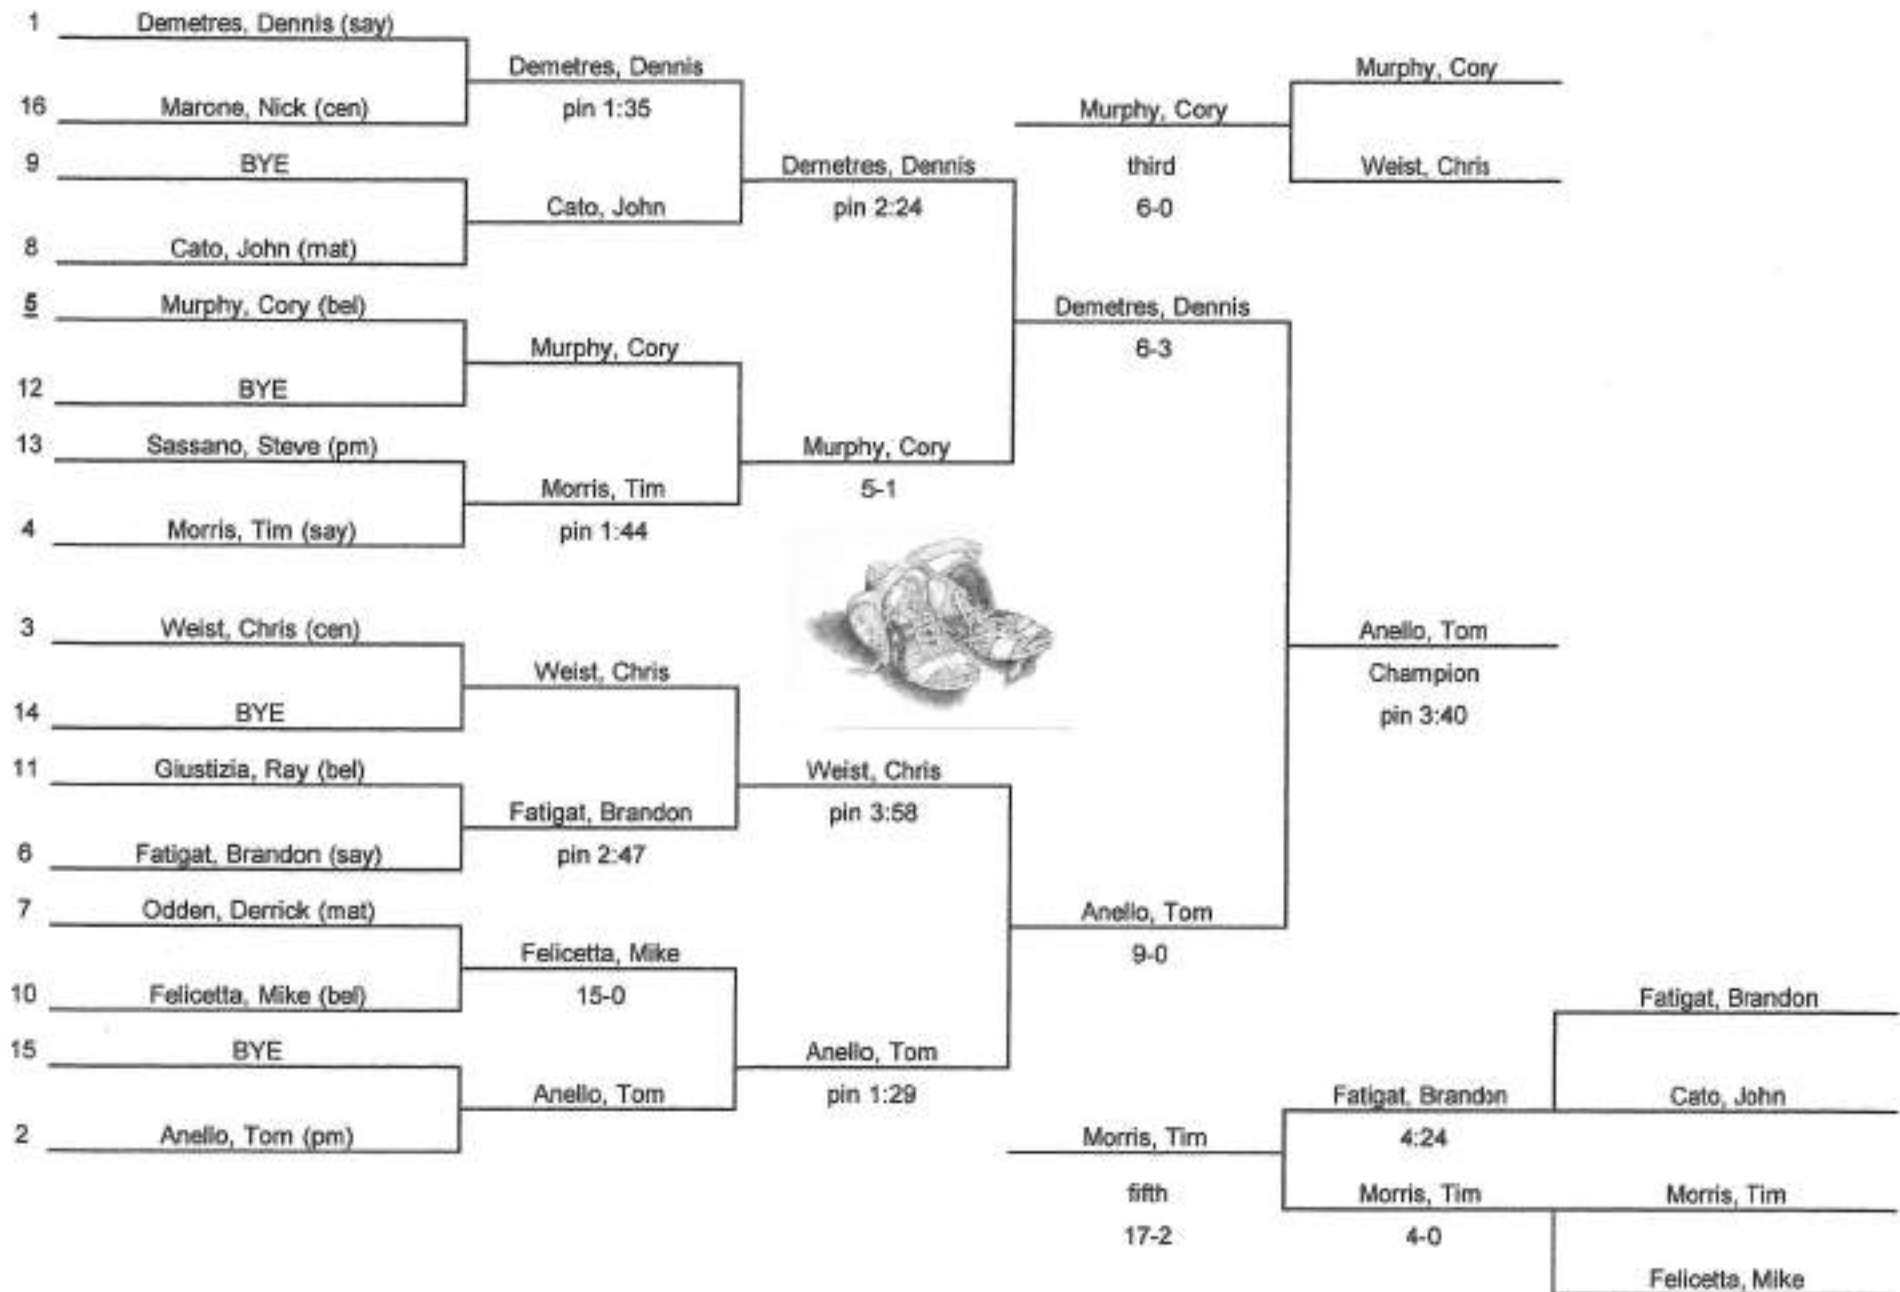 1
Demetres, Dennis (say)
16
Marone, Nick (cen)
9
BYE
8
Cato, John (mat)
5
Murphy, Cory (bel)
12
BYE
13
Sassano, Steve (pm)
4
Morris, Tim (say)
3
Weist, Chris (cen)
14
BYE
11
Giustizia, Ray (bel)
6
Fatigat, Brandon (say)
7
Odden, Derrick (mat)
10
Felicetta, Mike (bel)
15
BYE
2
Anello, Tom (pm)
Demetres, Dennis
pin 1:35
Cato, John
Murphy, Cory
Morris, Tim
pin 1:44
Weist, Chris
Fatigat, Brandon
pin 2:47
Felicetta, Mike
15-0
Anello, Tom
Demetres, Dennis
pin 2:24
Murphy, Cory
5-1
Weist, Chris
pin 3:58
Anello, Tom
pin 1:29
Demetres, Dennis
6-3
Anello, Tom
9-0
Anello, Tom
Champion
pin 3:40
Murphy, Cory
third
6-0
Murphy, Cory
Weist, Chris
Morris, Tim
fifth
17-2
Fatigat, Brandon
4:24
Morris, Tim
4-0
Fatigat, Brandon
Cato, John
Morris, Tim
Felicetta, Mike